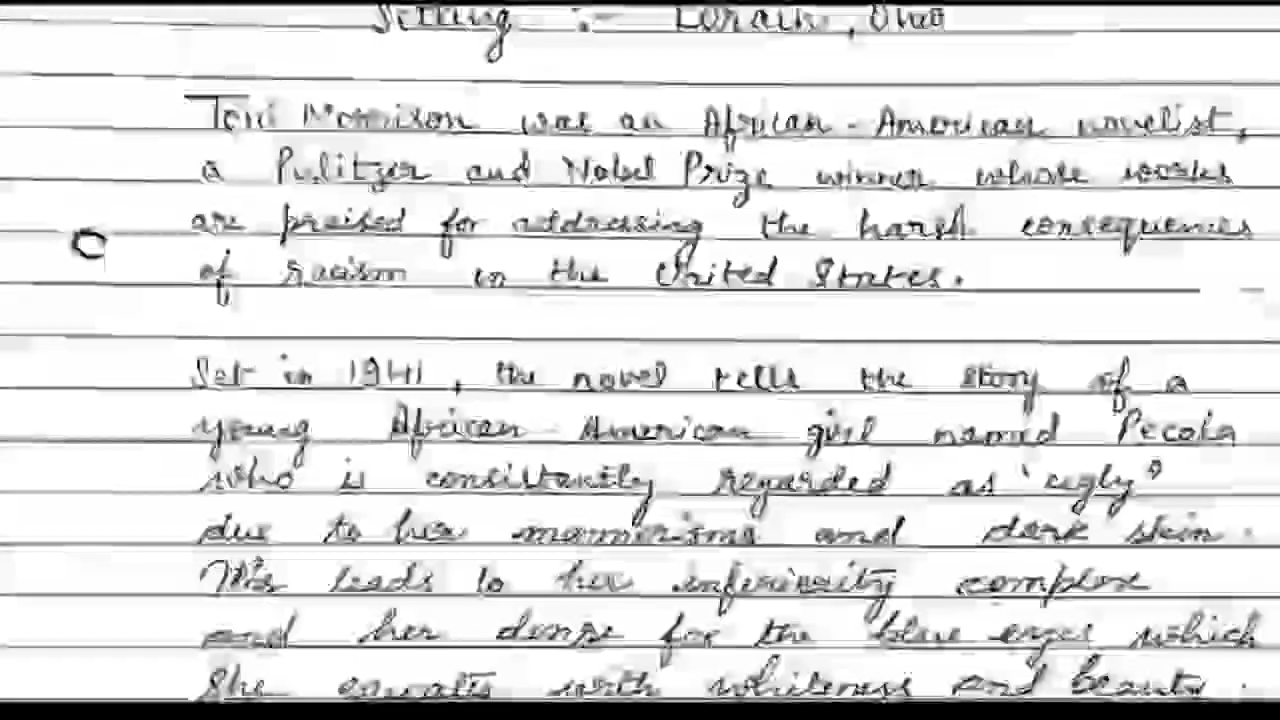 Setting :- Lorain, Ohio
Toni Morrison was an African-American novelist,
a Pulitzer and Nobel Prize winner whose works
are praised for addressing the harsh consequences
of racism in the United States.
Set in 1941, the novel tells the story of a
young African-American girl named Pecola
who is consistantly regarded as "ugly"
due to her mannerisms and dark skin.
This leads to her inferiority complex
and her desire for the blue eyes which
she equates with whiteness and beauty.